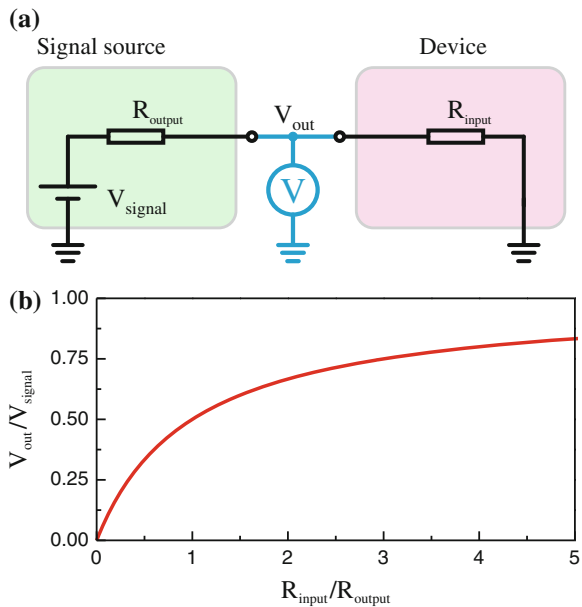 (a)
Signal source
Device
R_output
V_out
R_input
V
V_signal
(b)
1.00
0.75
0.50
0.25
0.00
V_out/V_signal
0 1 2 3 4 5
R_input/R_output